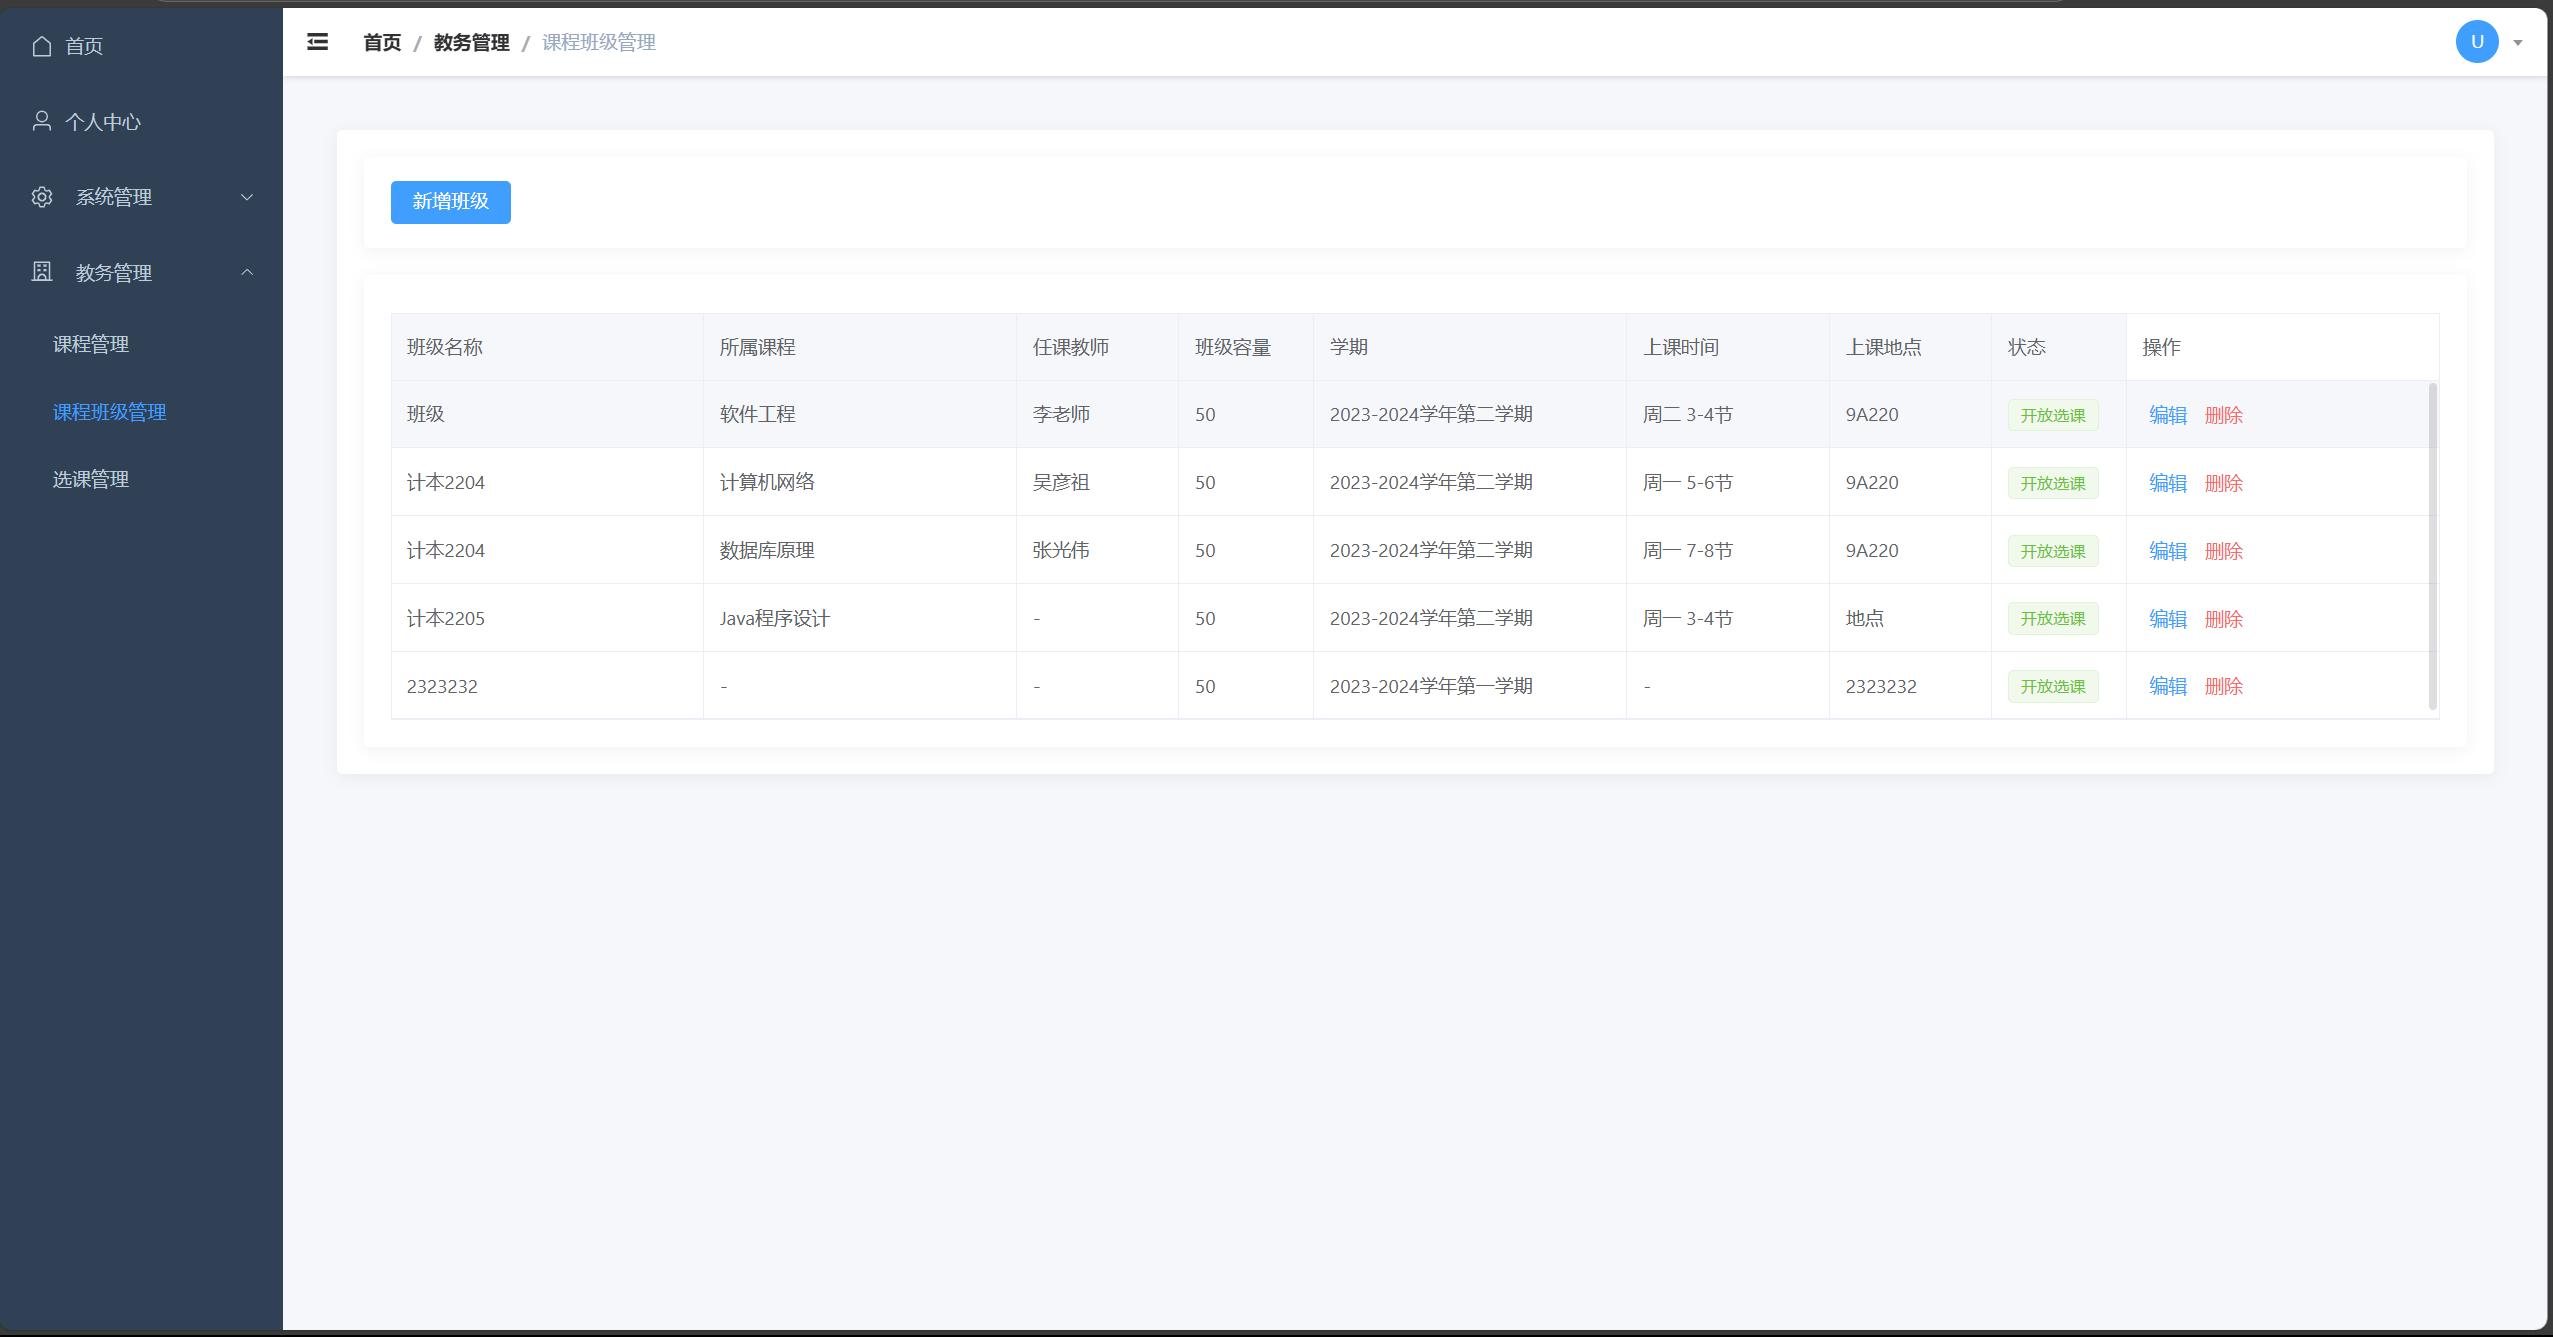 首页
个人中心
系统管理
教务管理
课程管理
课程班级管理
选课管理
首页 / 教务管理 / 课程班级管理
U
新增班级
班级名称 所属课程 任课教师 班级容量 学期 上课时间 上课地点 状态 操作
班级 软件工程 李老师 50 2023-2024学年第二学期 周二 3-4节 9A220 开放选课 编辑 删除
计本2204 计算机网络 吴彦祖 50 2023-2024学年第二学期 周一 5-6节 9A220 开放选课 编辑 删除
计本2204 数据库原理 张光伟 50 2023-2024学年第二学期 周一 7-8节 9A220 开放选课 编辑 删除
计本2205 Java程序设计 - 50 2023-2024学年第二学期 周一 3-4节 地点 开放选课 编辑 删除
2323232 - - 50 2023-2024学年第一学期 - 2323232 开放选课 编辑 删除